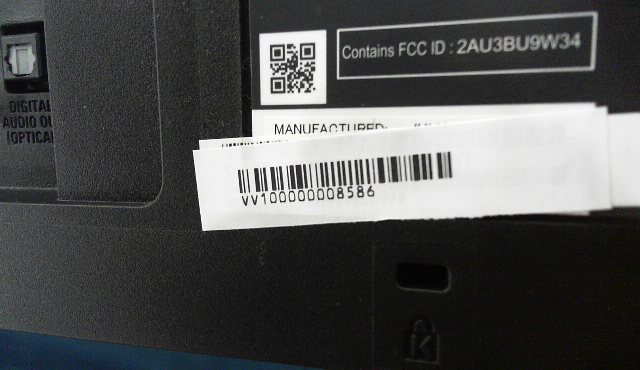 Contains FCC ID : 2AU3BU9W34
DIGITAL
AUDIO OU
(OPTICAL
MANUFACTURED:
VV100000008586